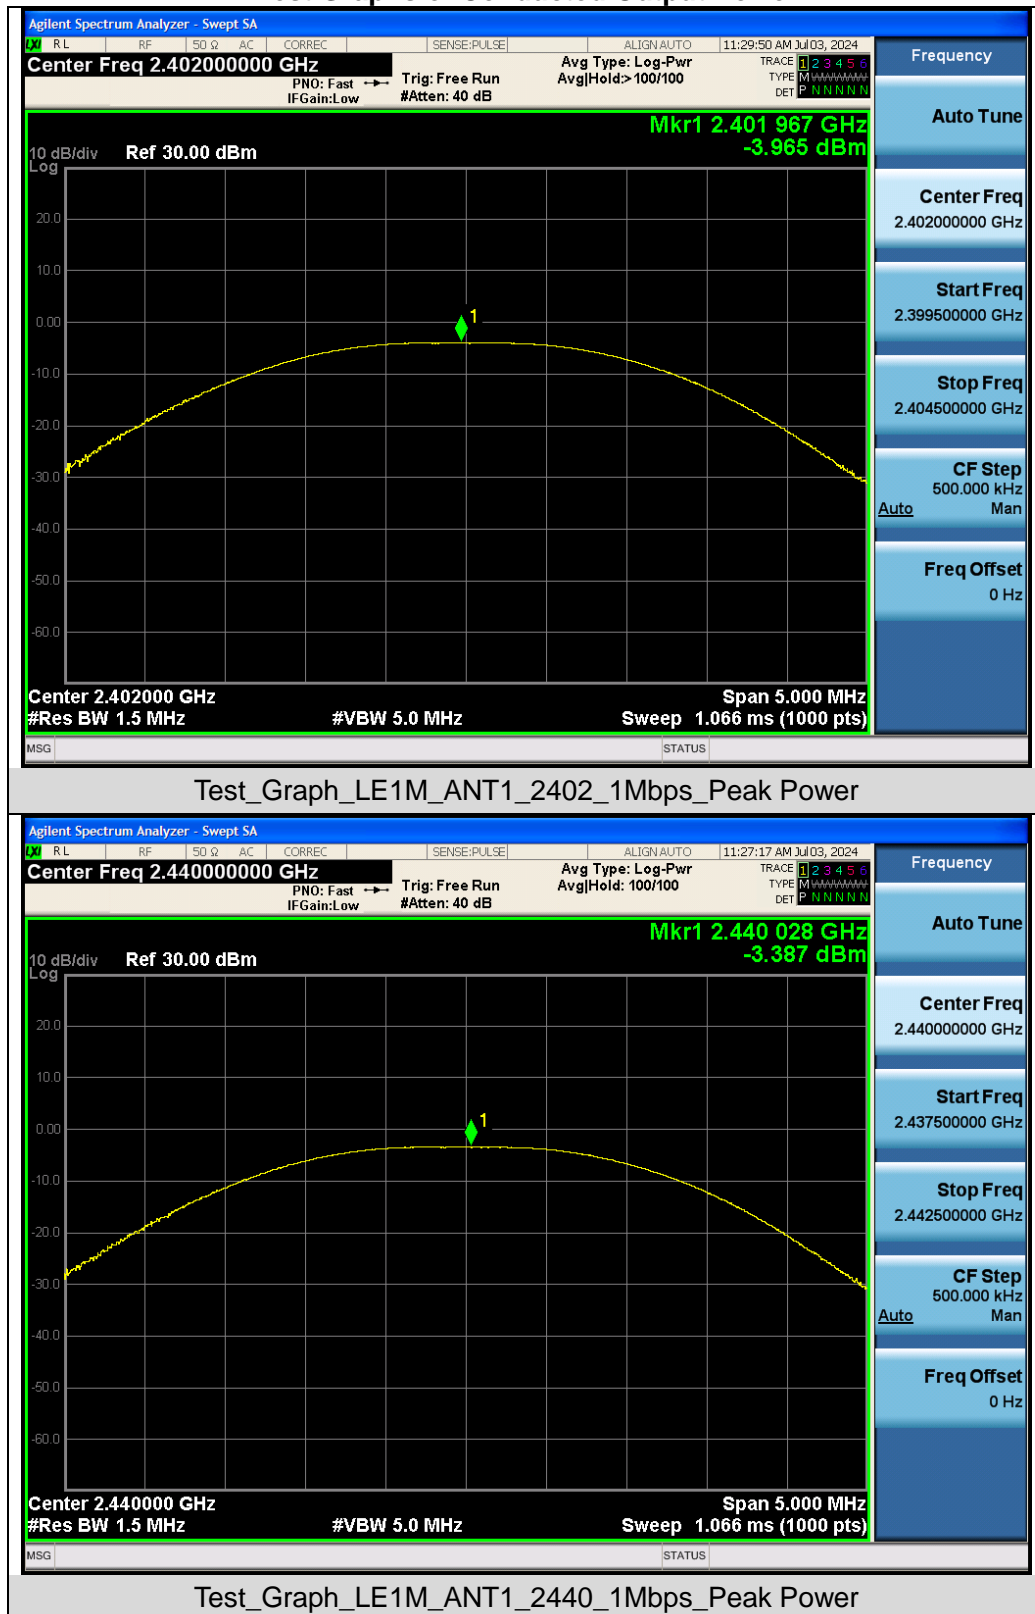 Test Graphs of Conducted Output Power
Agilent Spectrum Analyzer - Swept SA
LXI RL RF 50 Ω AC CORREC SENSE:PULSE ALIGN AUTO 11:29:50 AM Jul 03, 2024
Center Freq 2.402000000 GHz
PNO: Fast
IFGain:Low
Trig: Free Run
#Atten: 40 dB
Avg Type: Log-Pwr
Avg|Hold:>100/100
TRACE 1 2 3 4 5 6
TYPE M WWWWW
DET P N N N N N
Frequency
Auto Tune
Mkr1 2.401 967 GHz
-3.965 dBm
10 dB/div
Log
Ref 30.00 dBm
20.0
10.0
0.00
-10.0
-20.0
-30.0
-40.0
-50.0
-60.0
1
Center Freq
2.402000000 GHz
Start Freq
2.399500000 GHz
Stop Freq
2.404500000 GHz
CF Step
500.000 kHz
Auto Man
Freq Offset
0 Hz
Center 2.402000 GHz Span 5.000 MHz
#Res BW 1.5 MHz #VBW 5.0 MHz Sweep 1.066 ms (1000 pts)
MSG STATUS
Test_Graph_LE1M_ANT1_2402_1Mbps_Peak Power
Agilent Spectrum Analyzer - Swept SA
LXI RL RF 50 Ω AC CORREC SENSE:PULSE ALIGN AUTO 11:27:17 AM Jul 03, 2024
Center Freq 2.440000000 GHz
PNO: Fast
IFGain:Low
Trig: Free Run
#Atten: 40 dB
Avg Type: Log-Pwr
Avg|Hold: 100/100
TRACE 1 2 3 4 5 6
TYPE M WWWWW
DET P N N N N N
Frequency
Auto Tune
Mkr1 2.440 028 GHz
-3.387 dBm
10 dB/div
Log
Ref 30.00 dBm
20.0
10.0
0.00
-10.0
-20.0
-30.0
-40.0
-50.0
-60.0
1
Center Freq
2.440000000 GHz
Start Freq
2.437500000 GHz
Stop Freq
2.442500000 GHz
CF Step
500.000 kHz
Auto Man
Freq Offset
0 Hz
Center 2.440000 GHz Span 5.000 MHz
#Res BW 1.5 MHz #VBW 5.0 MHz Sweep 1.066 ms (1000 pts)
MSG STATUS
Test_Graph_LE1M_ANT1_2440_1Mbps_Peak Power